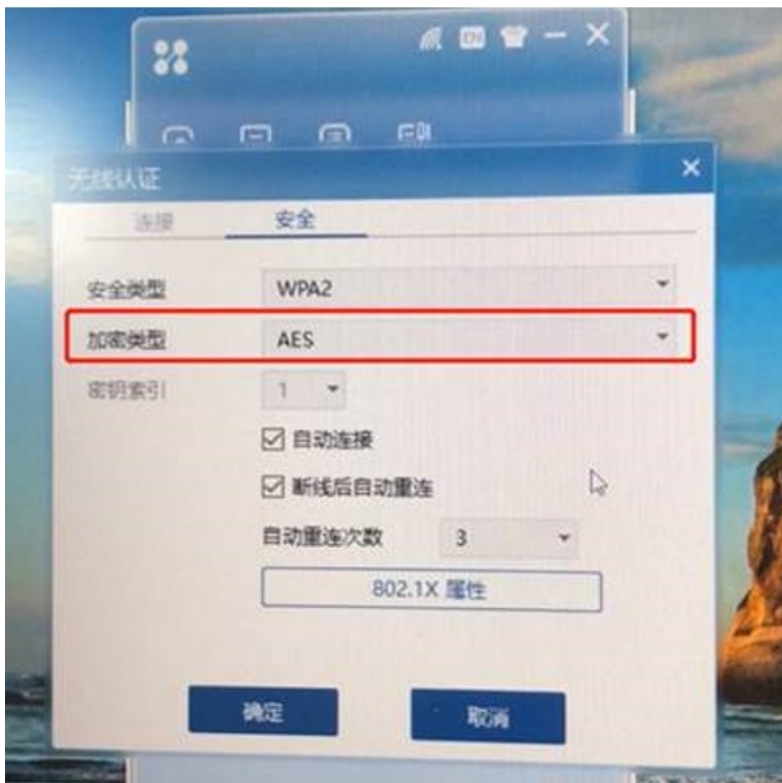 EN
无线认证
连接 安全
安全类型 WPA2
加密类型 AES
密钥索引 1
自动连接
断线后自动重连
自动重连次数 3
802.1X 属性
确定 取消